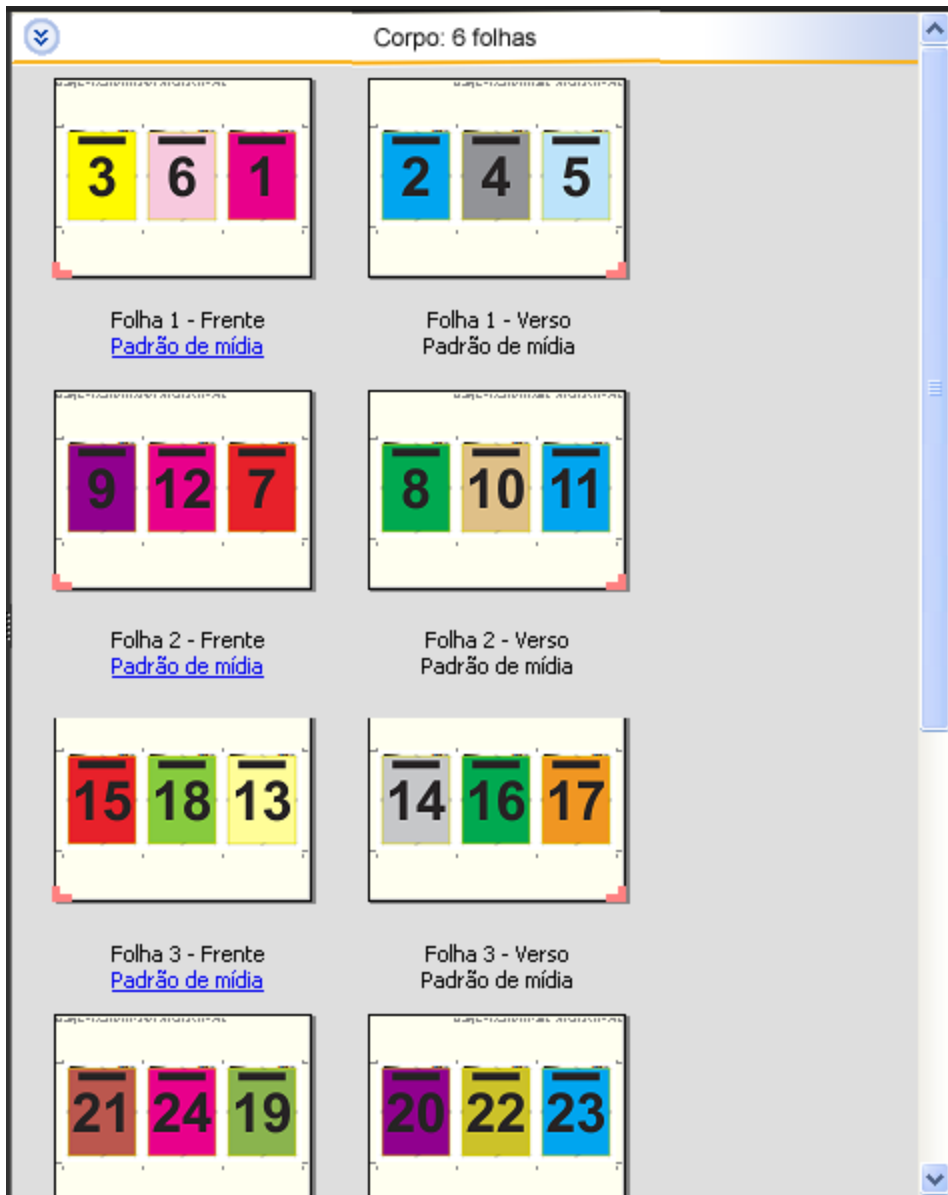 Corpo: 6 folhas
3 6 1
2 4 5
Folha 1 - Frente
Padrão de mídia
Folha 1 - Verso
Padrão de mídia
9 12 7
8 10 11
Folha 2 - Frente
Padrão de mídia
Folha 2 - Verso
Padrão de mídia
15 18 13
14 16 17
Folha 3 - Frente
Padrão de mídia
Folha 3 - Verso
Padrão de mídia
21 24 19
20 22 23